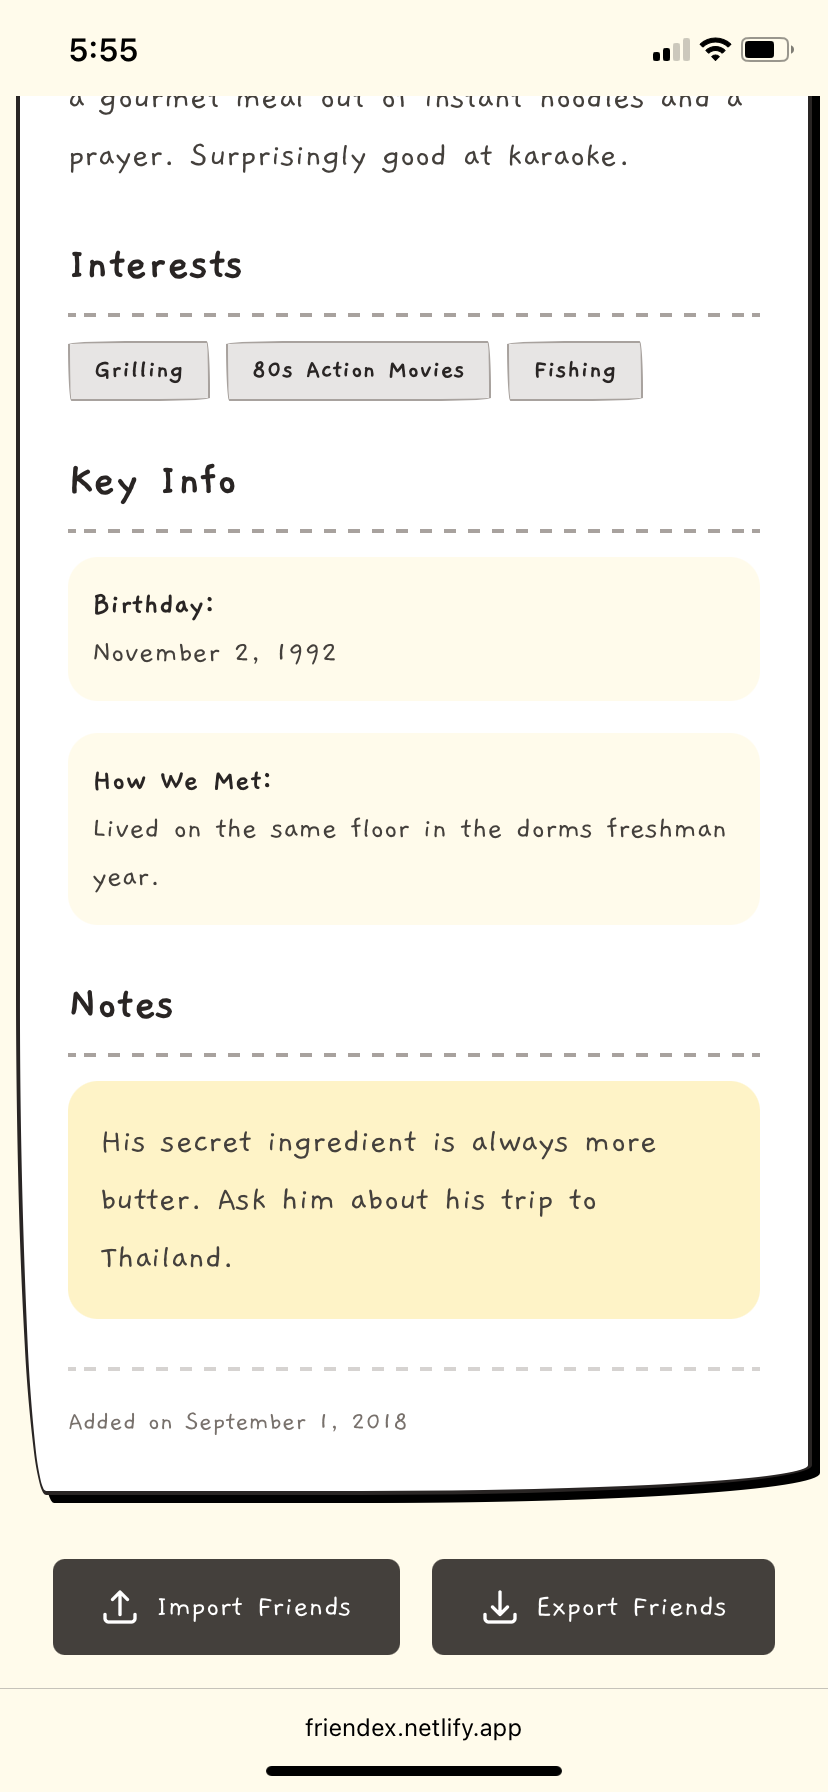 5:55
a gourmet meal out of instant noodles and a
prayer. Surprisingly good at karaoke.
Interests
Grilling
80s Action Movies
Fishing
Key Info
Birthday:
November 2, 1992
How We Met:
Lived on the same floor in the dorms freshman
year.
Notes
His secret ingredient is always more
butter. Ask him about his trip to
Thailand.
Added on September 1, 2018
Import Friends
Export Friends
friendex.netlify.app